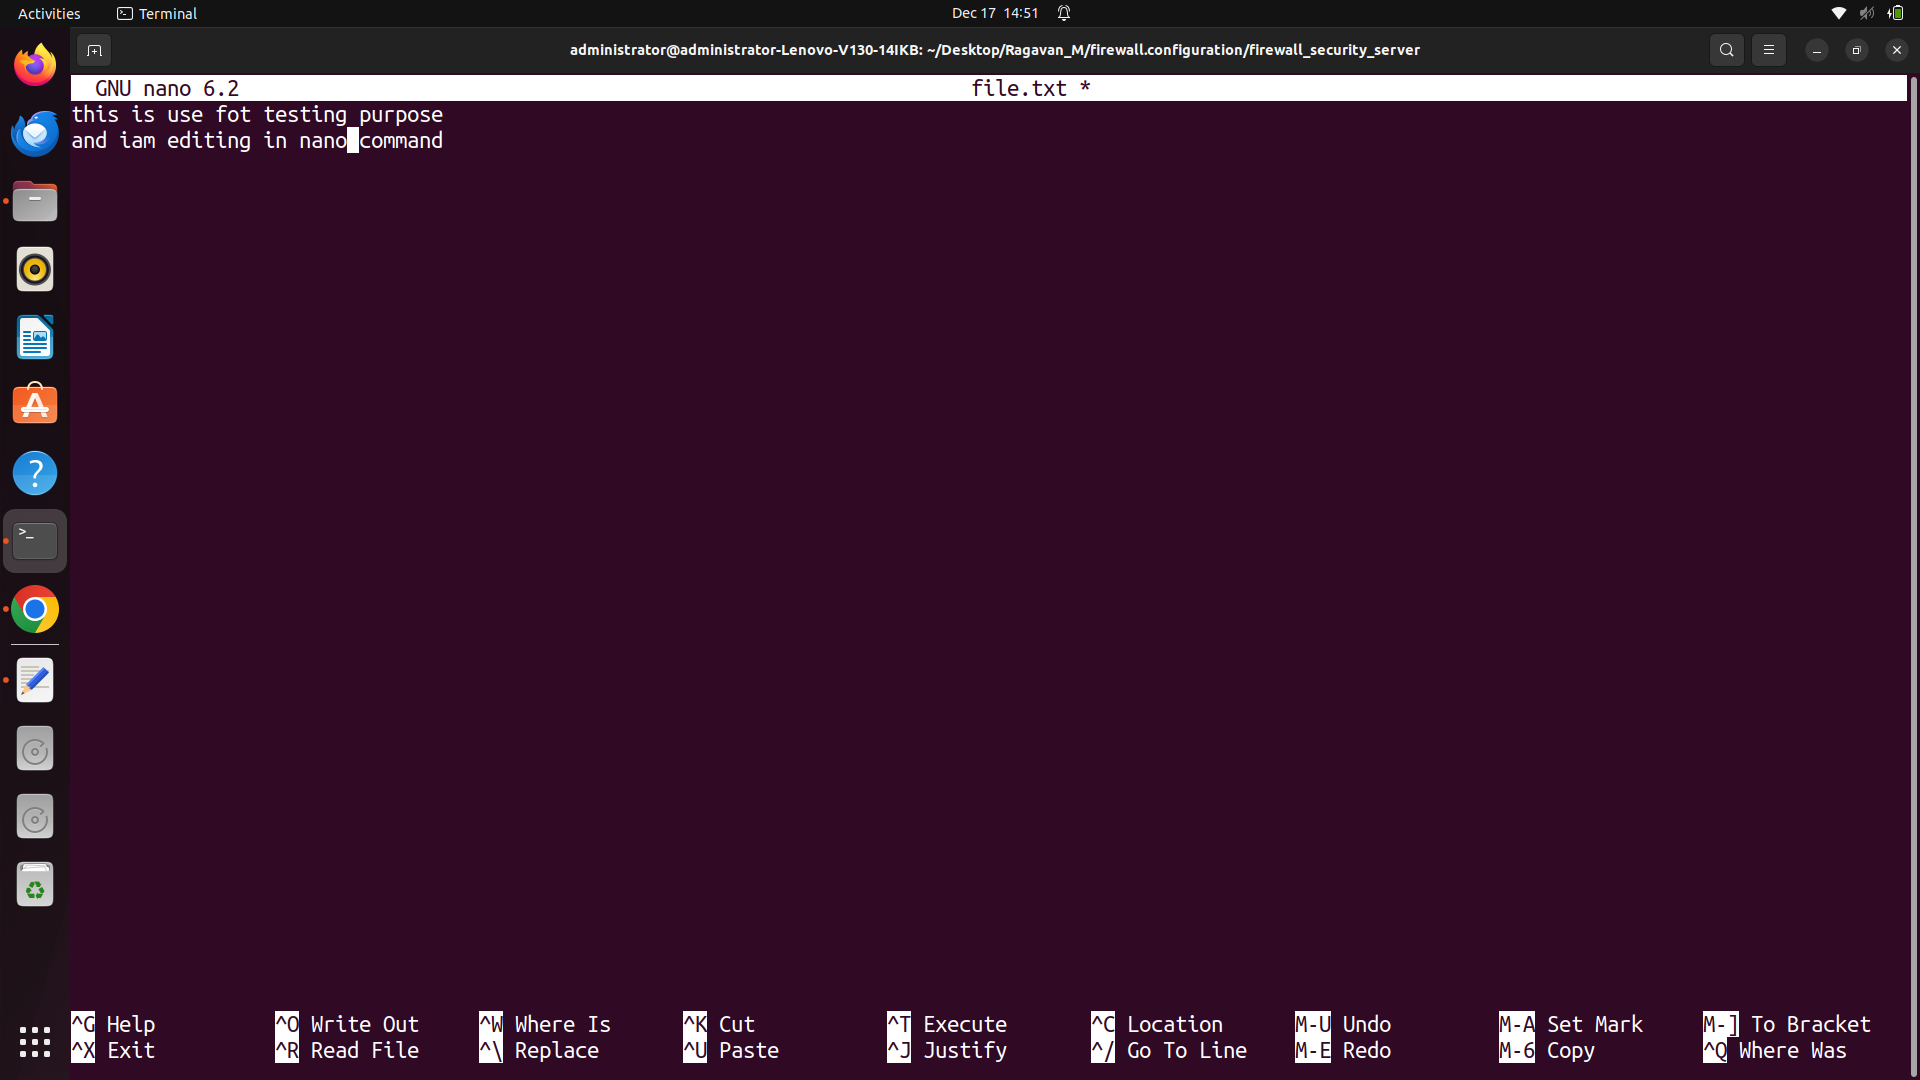 Activities Terminal Dec 17 14:51
administrator@administrator-Lenovo-V130-14IKB: ~/Desktop/Ragavan_M/firewall.configuration/firewall_security_server
GNU nano 6.2 file.txt *
this is use fot testing purpose
and iam editing in nano command
^G Help ^O Write Out ^W Where Is ^K Cut ^T Execute ^C Location M-U Undo M-A Set Mark M-] To Bracket
^X Exit ^R Read File ^\ Replace ^U Paste ^J Justify ^/ Go To Line M-E Redo M-6 Copy ^Q Where Was